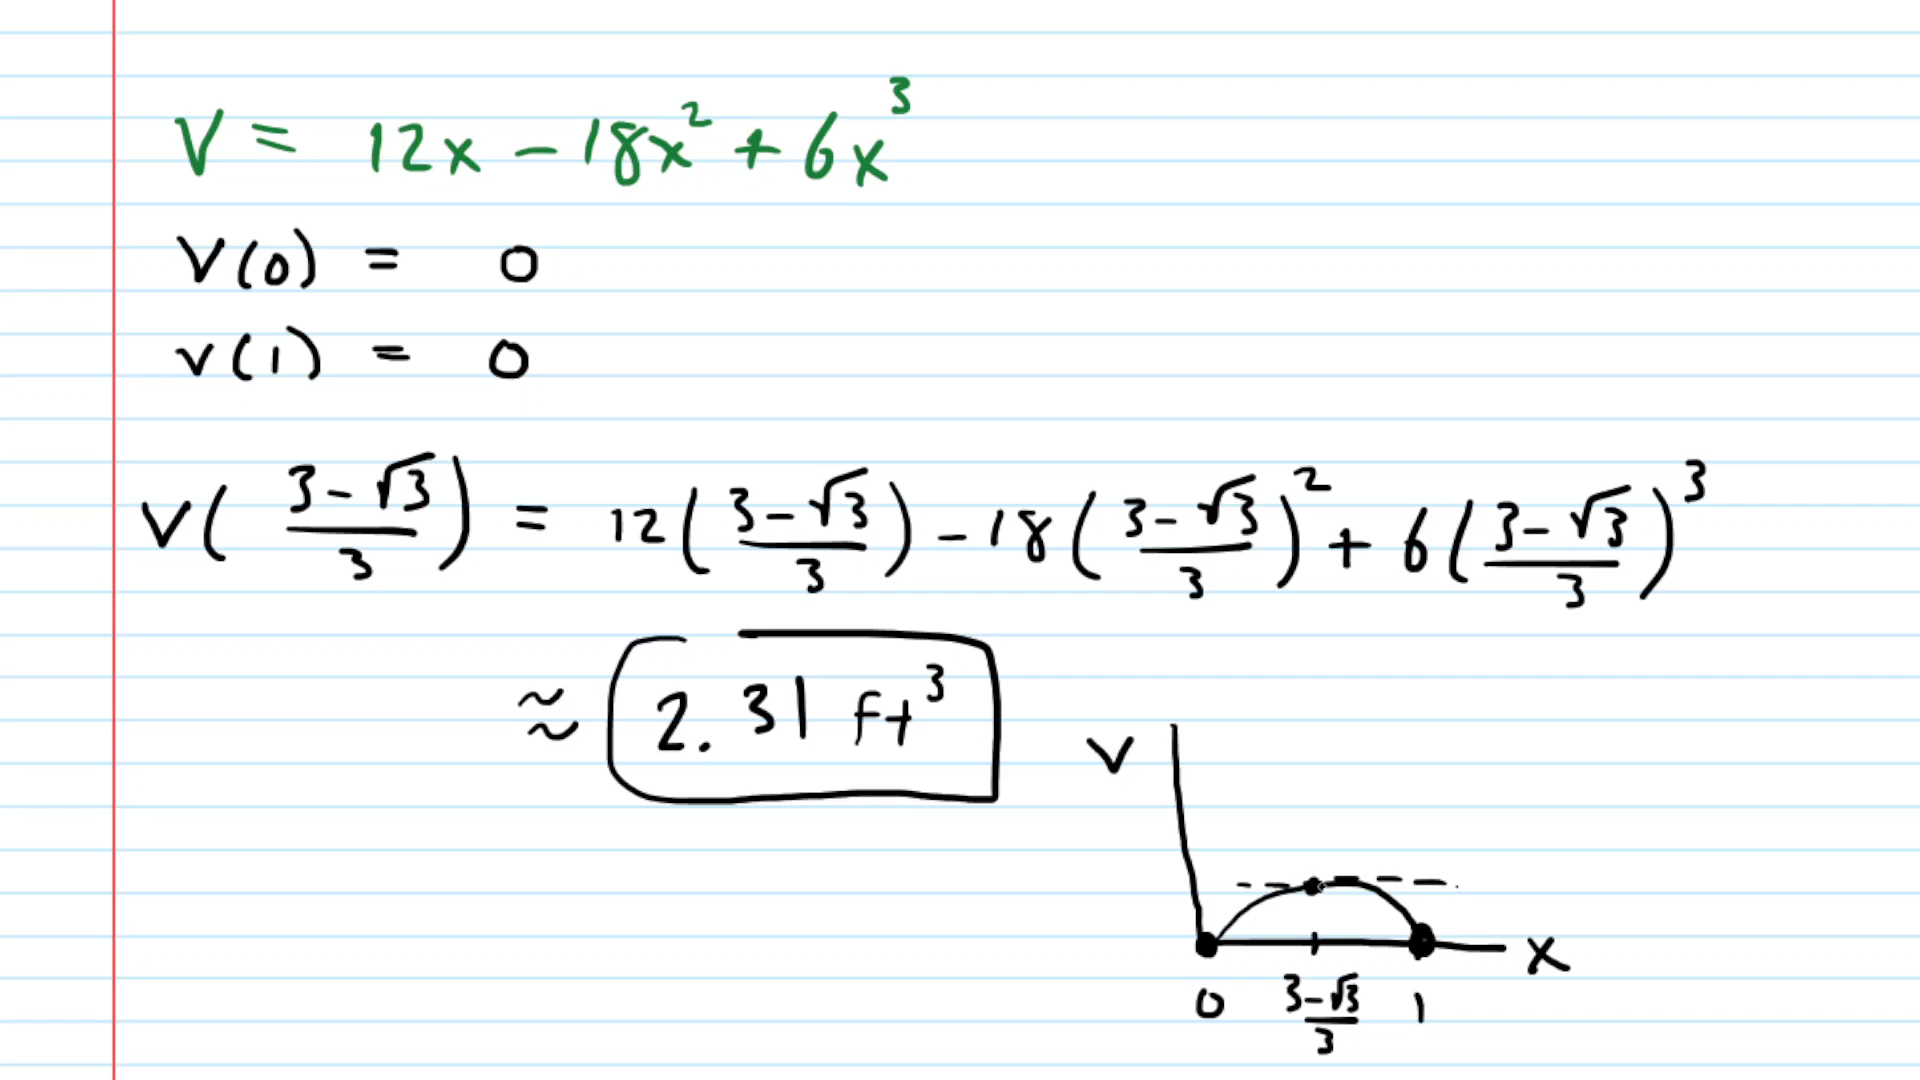 V = 12x - 18x² + 6x³
V(0) = 0
V(1) = 0
V((3-√3)/3) = 12((3-√3)/3) - 18((3-√3)/3)² + 6((3-√3)/3)³
≈ 2.31 ft³
V
x
0 (3-√3)/3 1